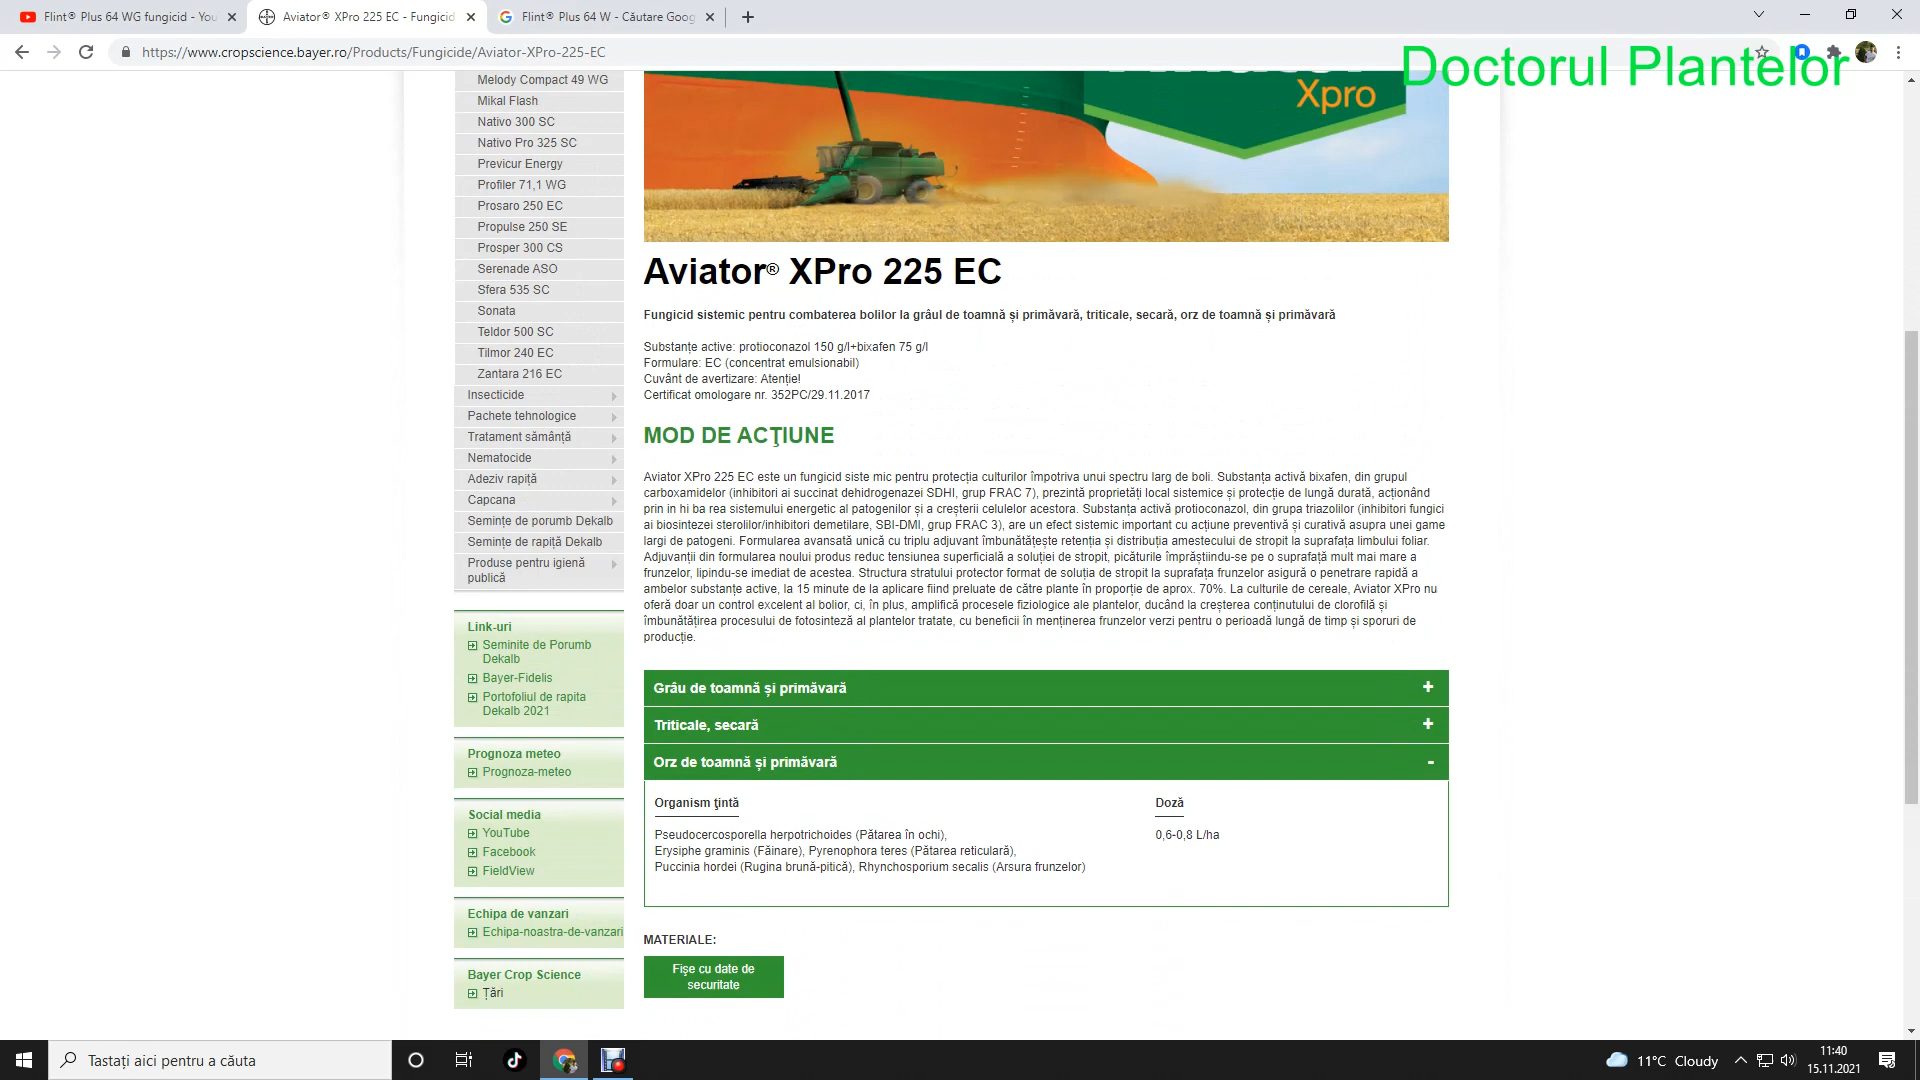 Flint® Plus 64 WG fungicid - You
Aviator® XPro 225 EC - Fungicid
Flint® Plus 64 W - Căutare Goog
https://www.cropscience.bayer.ro/Products/Fungicide/Aviator-XPro-225-EC
Doctorul Plantelor
Melody Compact 49 WG
Mikal Flash
Nativo 300 SC
Nativo Pro 325 SC
Previcur Energy
Profiler 71,1 WG
Prosaro 250 EC
Propulse 250 SE
Prosper 300 CS
Serenade ASO
Sfera 535 SC
Sonata
Teldor 500 SC
Tilmor 240 EC
Zantara 216 EC
Insecticide
Pachete tehnologice
Tratament sămânță
Nematocide
Adeziv rapiță
Capcana
Semințe de porumb Dekalb
Semințe de rapiță Dekalb
Produse pentru igienă
publică
Link-uri
Seminite de Porumb
Dekalb
Bayer-Fidelis
Portofoliul de rapita
Dekalb 2021
Prognoza meteo
Prognoza-meteo
Social media
YouTube
Facebook
FieldView
Echipa de vanzari
Echipa-noastra-de-vanzari
Bayer Crop Science
Țări
Xpro
Aviator® XPro 225 EC
Fungicid sistemic pentru combaterea bolilor la grâul de toamnă și primăvară, triticale, secară, orz de toamnă și primăvară
Substanțe active: protioconazol 150 g/l+bixafen 75 g/l
Formulare: EC (concentrat emulsionabil)
Cuvânt de avertizare: Atenție!
Certificat omologare nr. 352PC/29.11.2017
MOD DE ACŢIUNE
Aviator XPro 225 EC este un fungicid siste mic pentru protecția culturilor împotriva unui spectru larg de boli. Substanța activă bixafen, din grupul
carboxamidelor (inhibitori ai succinat dehidrogenazei SDHI, grup FRAC 7), prezintă proprietăți local sistemice și protecție de lungă durată, acționând
prin in hi ba rea sistemului energetic al patogenilor și a creșterii celulelor acestora. Substanța activă protioconazol, din grupa triazolilor (inhibitori fungici
ai biosintezei sterolilor/inhibitori demetilare, SBI-DMI, grup FRAC 3), are un efect sistemic important cu acțiune preventivă și curativă asupra unei game
largi de patogeni. Formularea avansată unică cu triplu adjuvant îmbunătățește retenția și distribuția amestecului de stropit la suprafața limbului foliar.
Adjuvanții din formularea noului produs reduc tensiunea superficială a soluției de stropit, picăturile împrăștiindu-se pe o suprafață mult mai mare a
frunzelor, lipindu-se imediat de acestea. Structura stratului protector format de soluția de stropit la suprafața frunzelor asigură o penetrare rapidă a
ambelor substanțe active, la 15 minute de la aplicare fiind preluate de către plante în proporție de aprox. 70%. La culturile de cereale, Aviator XPro nu
oferă doar un control excelent al bolior, ci, în plus, amplifică procesele fiziologice ale plantelor, ducând la creșterea conținutului de clorofilă și
îmbunătățirea procesului de fotosinteză al plantelor tratate, cu beneficii în menținerea frunzelor verzi pentru o perioadă lungă de timp și sporuri de
producție.
Grâu de toamnă și primăvară +
Triticale, secară +
Orz de toamnă și primăvară -
Organism ţintă Doză
Pseudocercosporella herpotrichoides (Pătarea în ochi), 0,6-0,8 L/ha
Erysiphe graminis (Făinare), Pyrenophora teres (Pătarea reticulară),
Puccinia hordei (Rugina brună-pitică), Rhynchosporium secalis (Arsura frunzelor)
MATERIALE:
Fişe cu date de
securitate
Tastați aici pentru a căuta
11°C Cloudy
11:40
15.11.2021